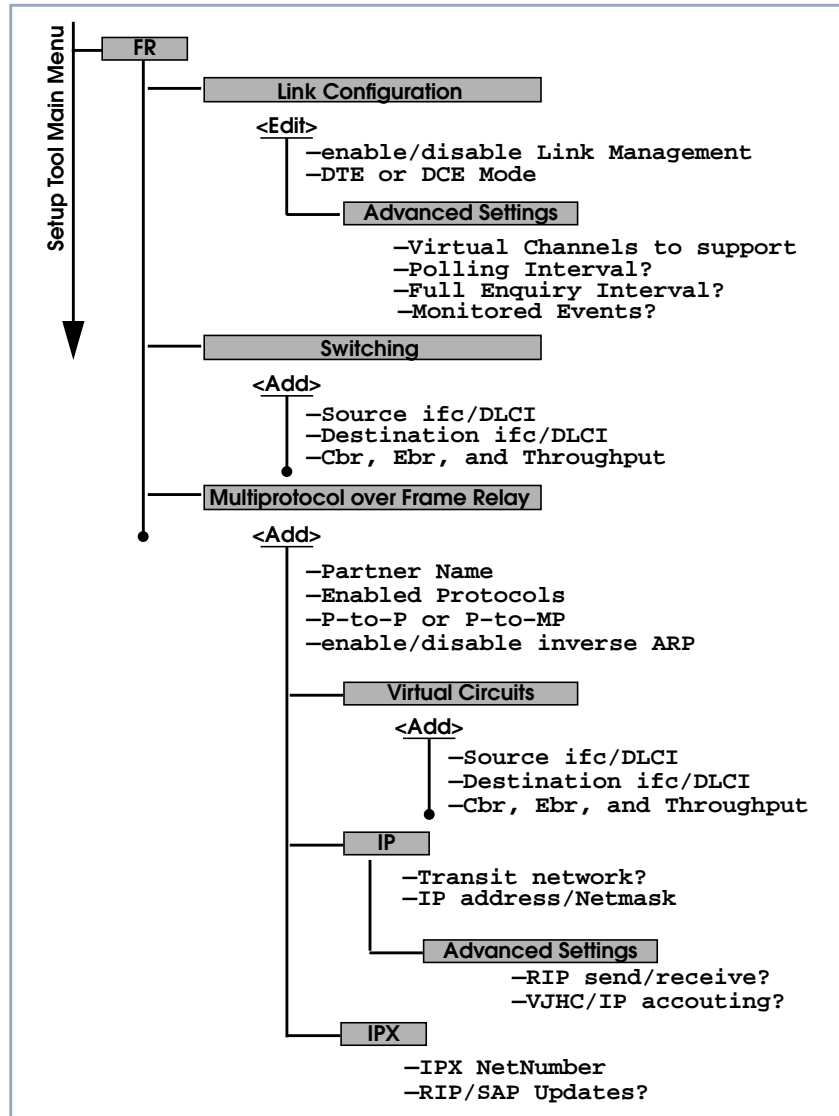 Setup Tool Main Menu
FR
Link Configuration
<Edit>
–enable/disable Link Management
–DTE or DCE Mode
Advanced Settings
–Virtual Channels to support
–Polling Interval?
–Full Enquiry Interval?
–Monitored Events?
Switching
<Add>
–Source ifc/DLCI
–Destination ifc/DLCI
–Cbr, Ebr, and Throughput
Multiprotocol over Frame Relay
<Add>
–Partner Name
–Enabled Protocols
–P-to-P or P-to-MP
–enable/disable inverse ARP
Virtual Circuits
<Add>
–Source ifc/DLCI
–Destination ifc/DLCI
–Cbr, Ebr, and Throughput
IP
–Transit network?
–IP address/Netmask
Advanced Settings
–RIP send/receive?
–VJHC/IP accouting?
IPX
–IPX NetNumber
–RIP/SAP Updates?